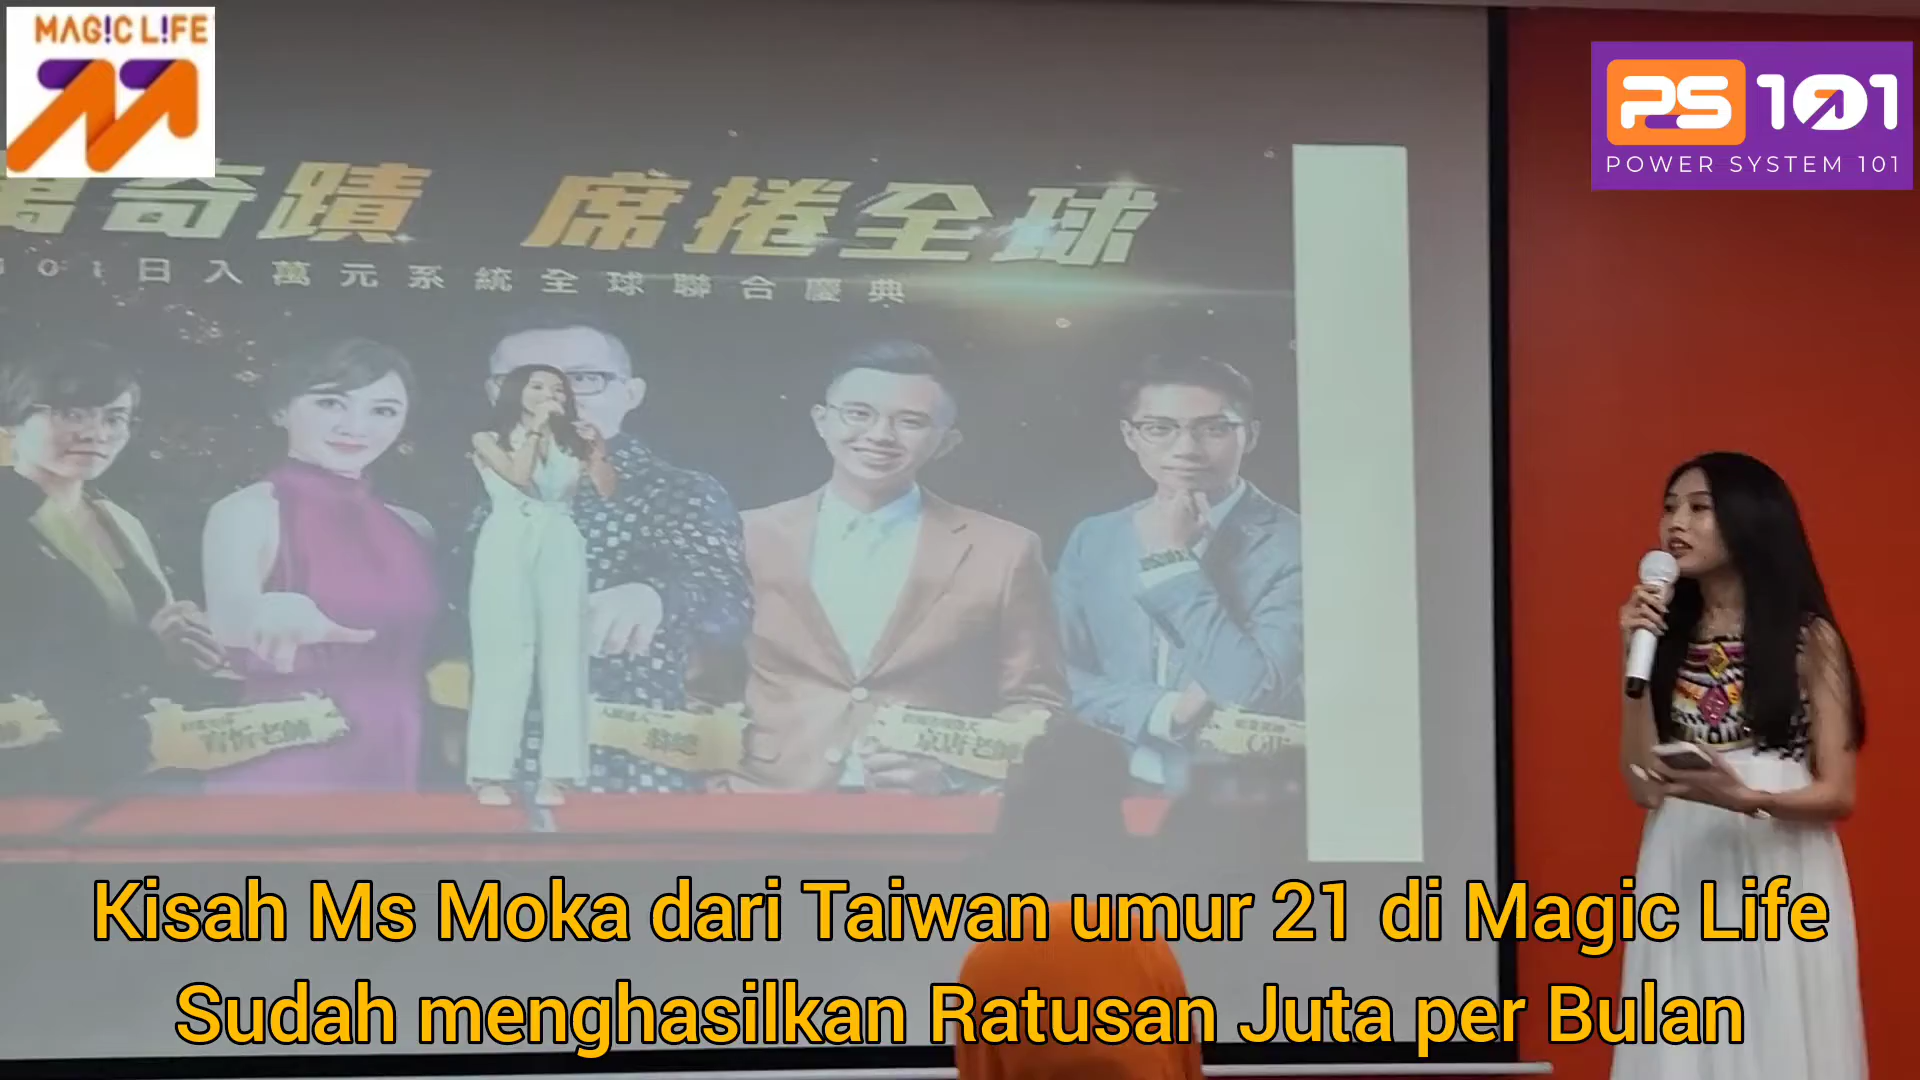 MAG!C L!FE
PS 101
POWER SYSTEM 101
奇蹟 席捲全球
日入萬元系統全球聯合慶典
Kisah Ms Moka dari Taiwan umur 21 di Magic Life
Sudah menghasilkan Ratusan Juta per Bulan